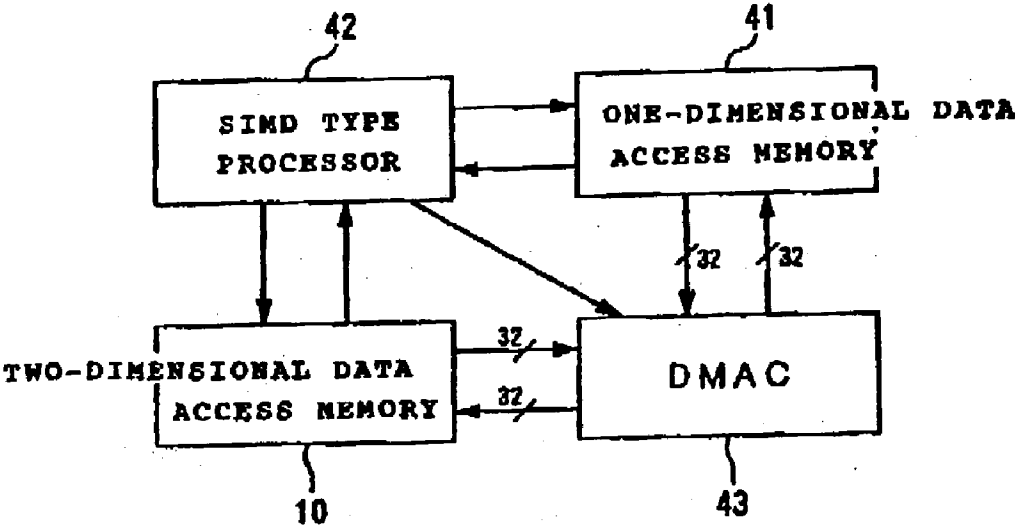 42
41
SIMD TYPE
PROCESSOR
ONE-DIMENSIONAL DATA
ACCESS MEMORY
32
32
32
32
TWO-DIMENSIONAL DATA
ACCESS MEMORY
DMAC
10
43